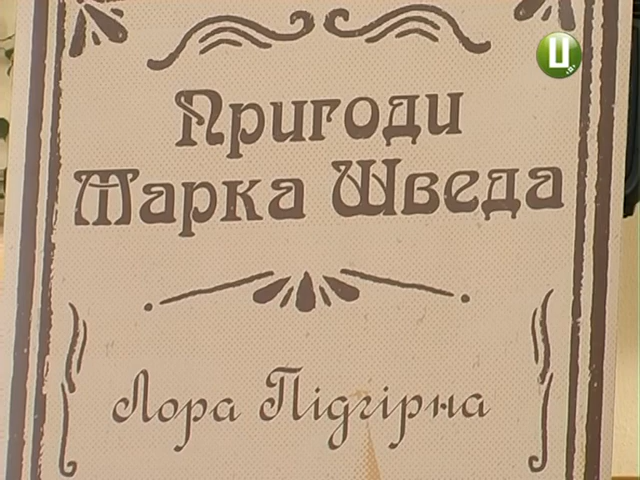 Ц
Пригоди
Марка Шведа
Лора Підгірна